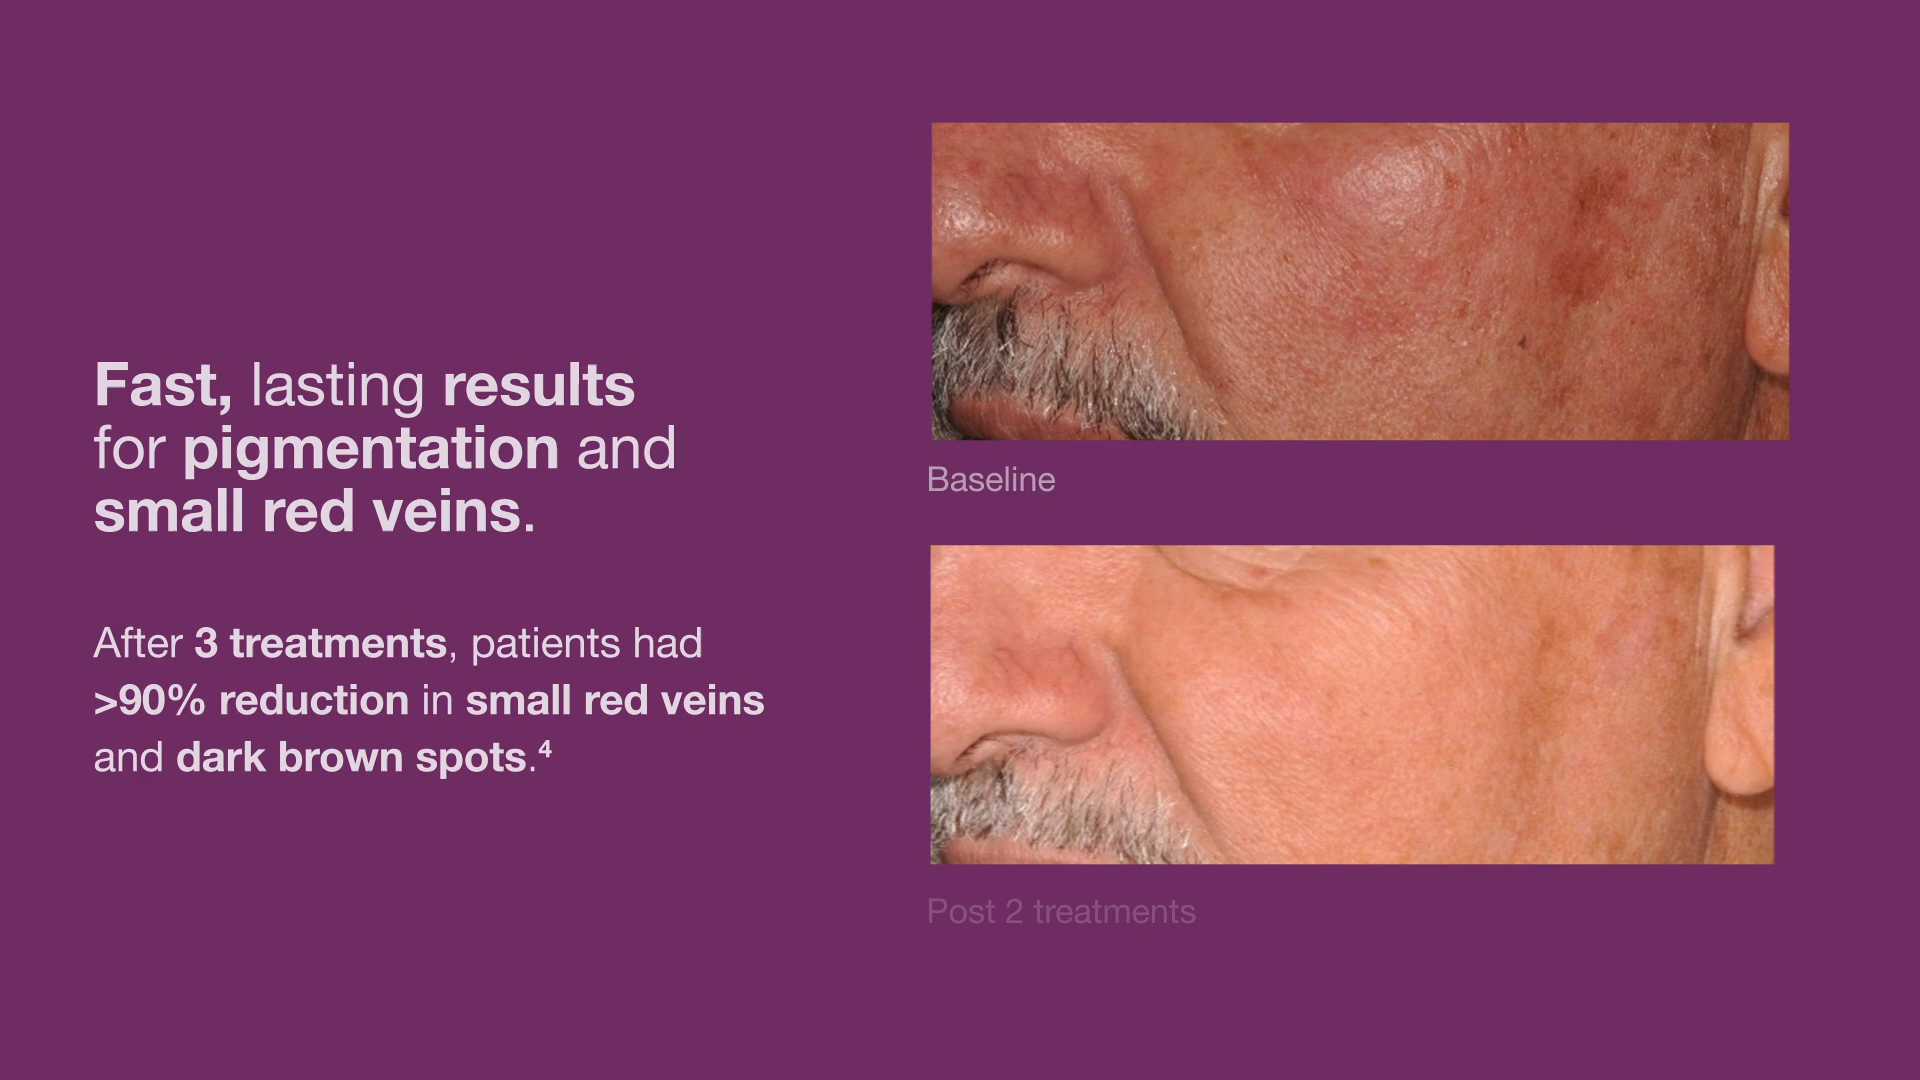 Fast, lasting results
for pigmentation and
small red veins.
After 3 treatments, patients had
>90% reduction in small red veins
and dark brown spots.⁴
Baseline
Post 2 treatments